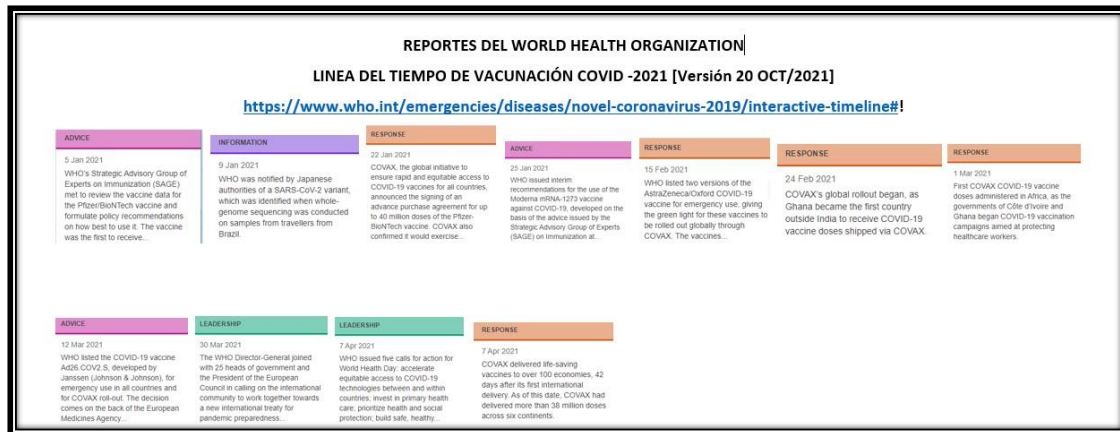 REPORTES DEL WORLD HEALTH ORGANIZATION
LINEA DEL TIEMPO DE VACUNACIÓN COVID -2021 [Versión 20 OCT/2021]
https://www.who.int/emergencies/diseases/novel-coronavirus-2019/interactive-timeline#!
ADVICE
5 Jan 2021
WHO's Strategic Advisory Group of
Experts on Immunization (SAGE)
met to review the vaccine data for
the Pfizer/BioNTech vaccine and
formulate policy recommendations
on how best to use it. The vaccine
was the first to receive...
INFORMATION
9 Jan 2021
WHO was notified by Japanese
authorities of a SARS-CoV-2 variant,
which was identified when whole-
genome sequencing was conducted
on samples from travellers from
Brazil.
RESPONSE
22 Jan 2021
COVAX, the global initiative to
ensure rapid and equitable access to
COVID-19 vaccines for all countries,
announced the signing of an
advance purchase agreement for up
to 40 million doses of the Pfizer-
BioNTech vaccine. COVAX also
confirmed it would exercise...
ADVICE
25 Jan 2021
WHO issued interim
recommendations for the use of the
Moderna mRNA-1273 vaccine
against COVID-19, developed on the
basis of the advice issued by the
Strategic Advisory Group of Experts
(SAGE) on Immunization at...
RESPONSE
15 Feb 2021
WHO listed two versions of the
AstraZeneca/Oxford COVID-19
vaccine for emergency use, giving
the green light for these vaccines to
be rolled out globally through
COVAX. The vaccines...
RESPONSE
24 Feb 2021
COVAX's global rollout began, as
Ghana became the first country
outside India to receive COVID-19
vaccine doses shipped via COVAX.
RESPONSE
1 Mar 2021
First COVAX COVID-19 vaccine
doses administered in Africa, as the
governments of Côte d'Ivoire and
Ghana began COVID-19 vaccination
campaigns aimed at protecting
healthcare workers.
ADVICE
12 Mar 2021
WHO listed the COVID-19 vaccine
Ad26.COV2.S, developed by
Janssen (Johnson & Johnson), for
emergency use in all countries and
for COVAX roll-out. The decision
comes on the back of the European
Medicines Agency...
LEADERSHIP
30 Mar 2021
The WHO Director-General joined
with 25 heads of government and
the President of the European
Council in calling on the international
community to work together towards
a new international treaty for
pandemic preparedness...
LEADERSHIP
7 Apr 2021
WHO issued five calls for action for
World Health Day: accelerate
equitable access to COVID-19
technologies between and within
countries; invest in primary health
care; prioritize health and social
protection; build safe, healthy...
RESPONSE
7 Apr 2021
COVAX delivered life-saving
vaccines to over 100 economies, 42
days after its first international
delivery. As of this date, COVAX had
delivered more than 38 million doses
across six continents.